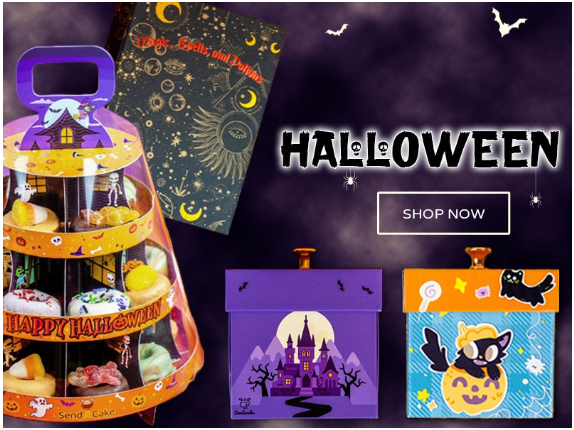 Magic, Spells, and Potions
HALLOWEEN
SHOP NOW
HAPPY HALLOWEEN
Send a Cake